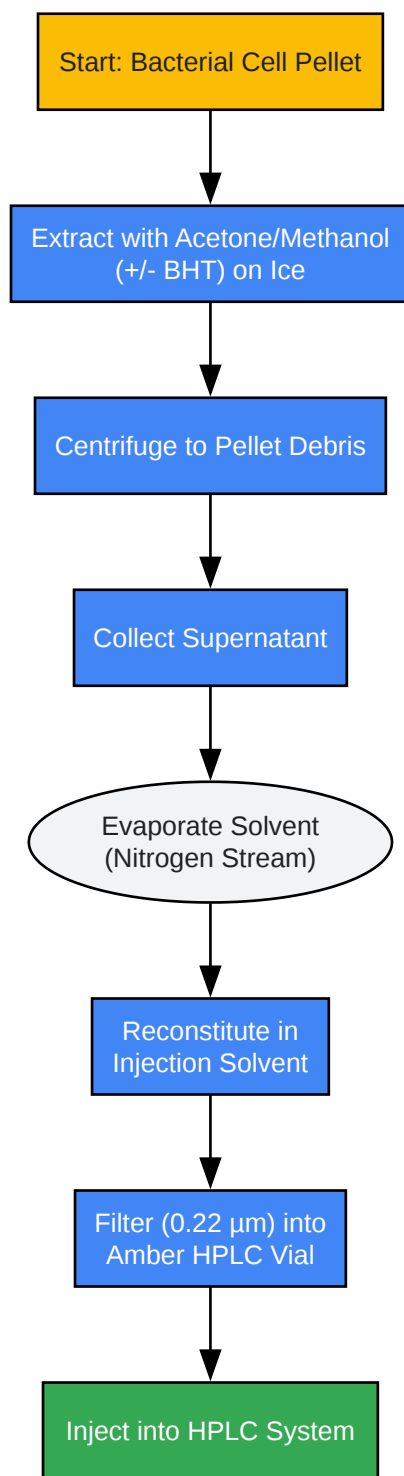 Start: Bacterial Cell Pellet
Extract with Acetone/Methanol
(+/- BHT) on Ice
Centrifuge to Pellet Debris
Collect Supernatant
Evaporate Solvent
(Nitrogen Stream)
Reconstitute in
Injection Solvent
Filter (0.22 µm) into
Amber HPLC Vial
Inject into HPLC System